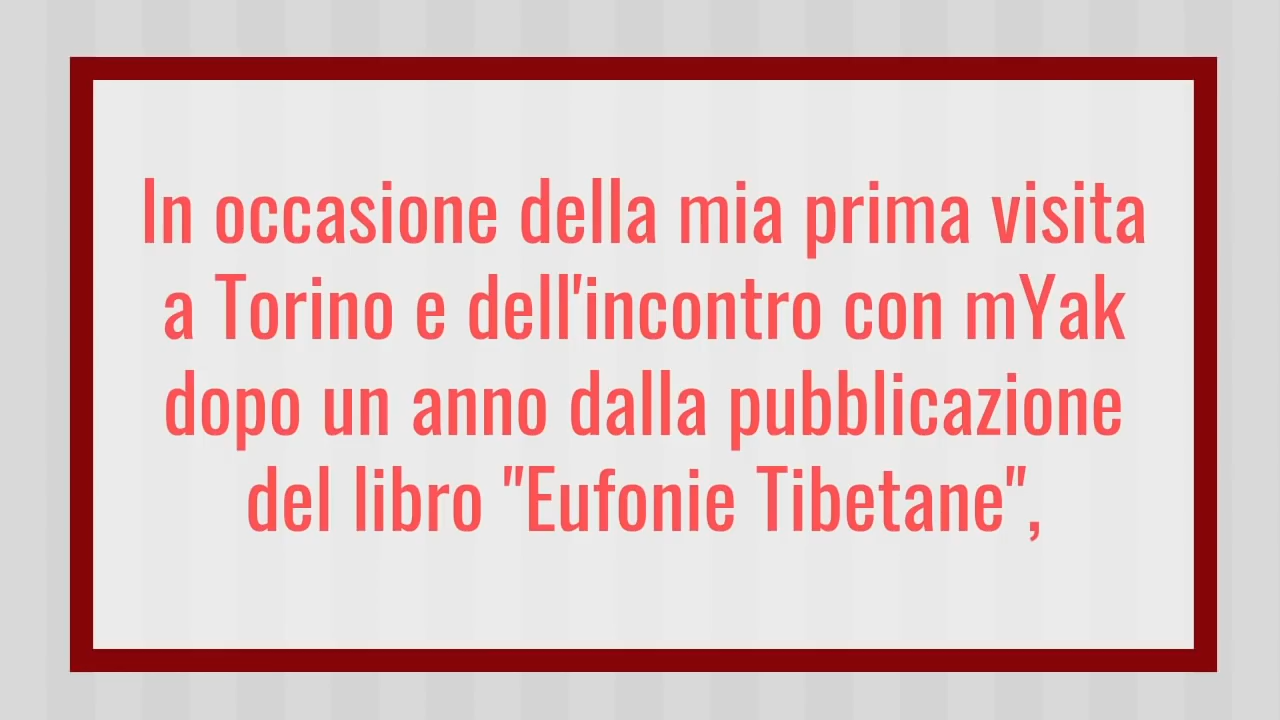 In occasione della mia prima visita
a Torino e dell'incontro con mYak
dopo un anno dalla pubblicazione
del libro "Eufonie Tibetane",